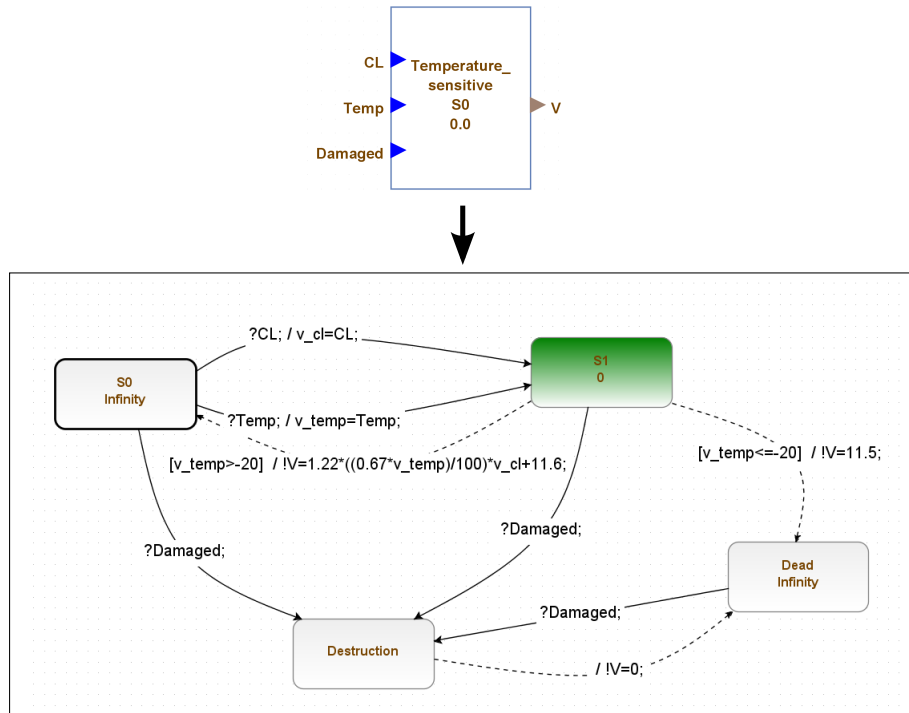 CL
Temp
Damaged
Temperature_
sensitive
S0
0.0
V
?CL; / v_cl=CL;
S0
Infinity
S1
0
?Temp; / v_temp=Temp;
[v_temp>-20] / !V=1.22*((0.67*v_temp)/100)*v_cl+11.6;
[v_temp<=-20] / !V=11.5;
?Damaged;
?Damaged;
Dead
Infinity
?Damaged;
Destruction
/ !V=0;